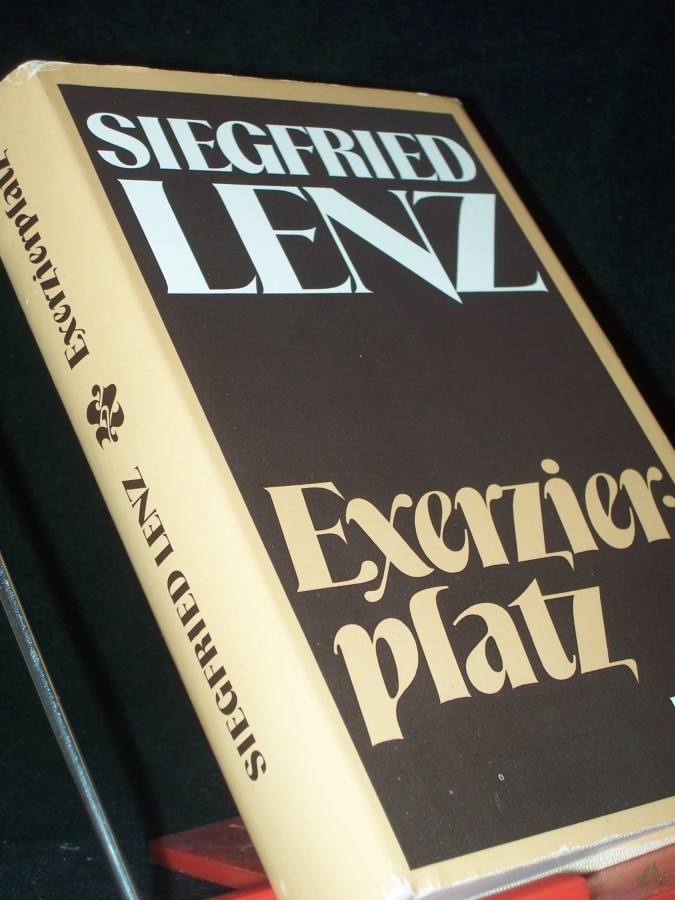 SIEGFRIED
LENZ
Exerzier-
platz
SIEGFRIED LENZ
Exerzierplatz